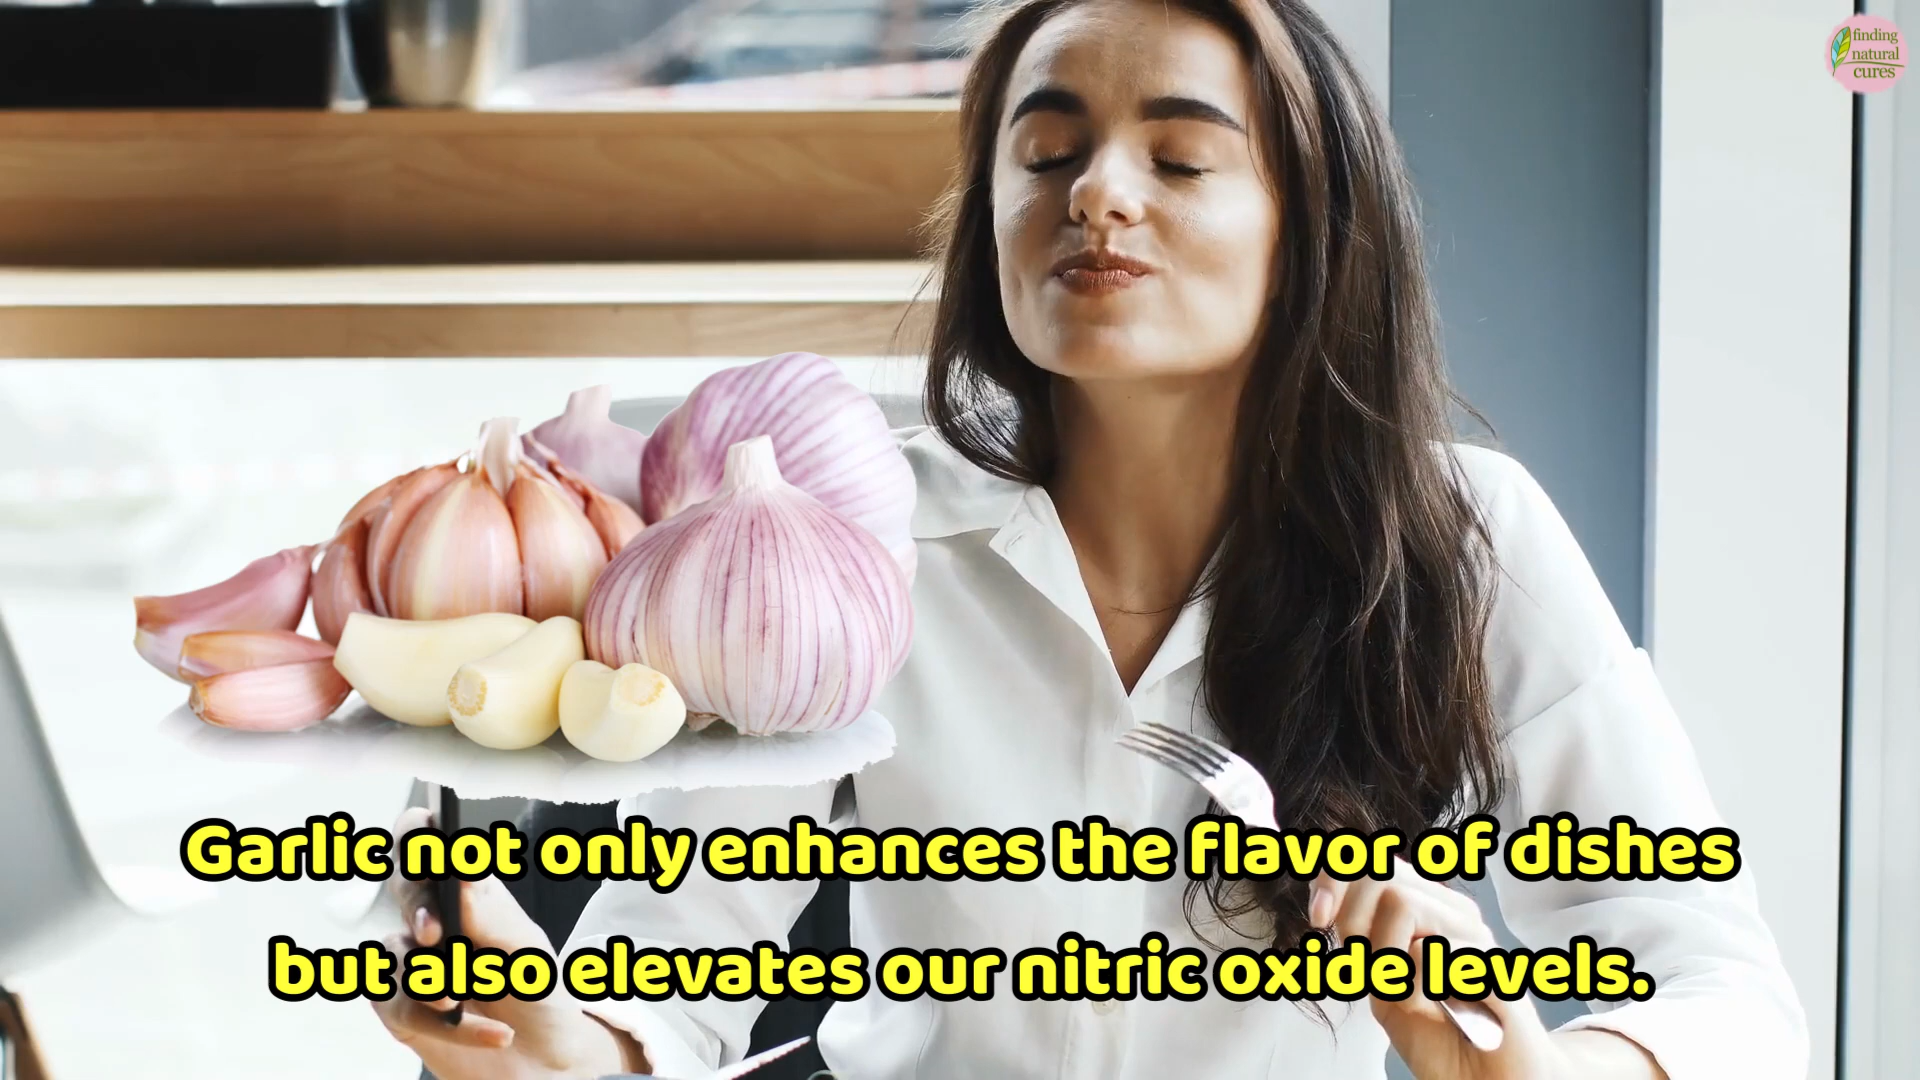 finding
natural
cures
Garlic not only enhances the flavor of dishes
but also elevates our nitric oxide levels.